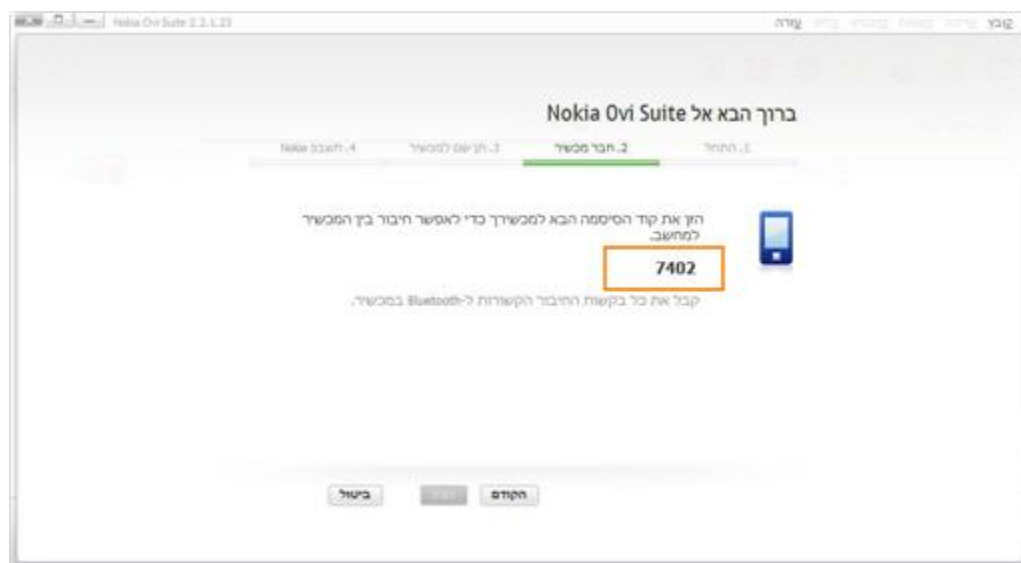 Nokia Ovi Suite 2.2.1.23
קובץ
עזרה
ברוך הבא אל Nokia Ovi Suite
1. התחל
2. חבר מכשיר
3. תן שם למכשיר
4. חשבון Nokia
הזן את קוד הסיסמה הבא למכשירך כדי לאפשר חיבור בין המכשיר
למחשב.
7402
קבל את כל בקשות החיבור הקשורות ל-Bluetooth במכשיר.
הקודם
ביטול